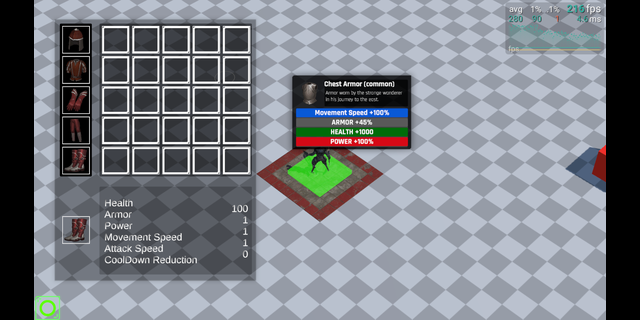 avg 1% .1% 216 fps
280 90 1 4.6 ms
fps
Chest Armor (common)
Armor worn by the strange wanderer
in his journey to the east.
Movement Speed +100%
ARMOR +45%
HEALTH +1000
POWER +100%
Health
100
Armor
1
Power
1
Movement Speed
1
Attack Speed
0
CoolDown Reduction